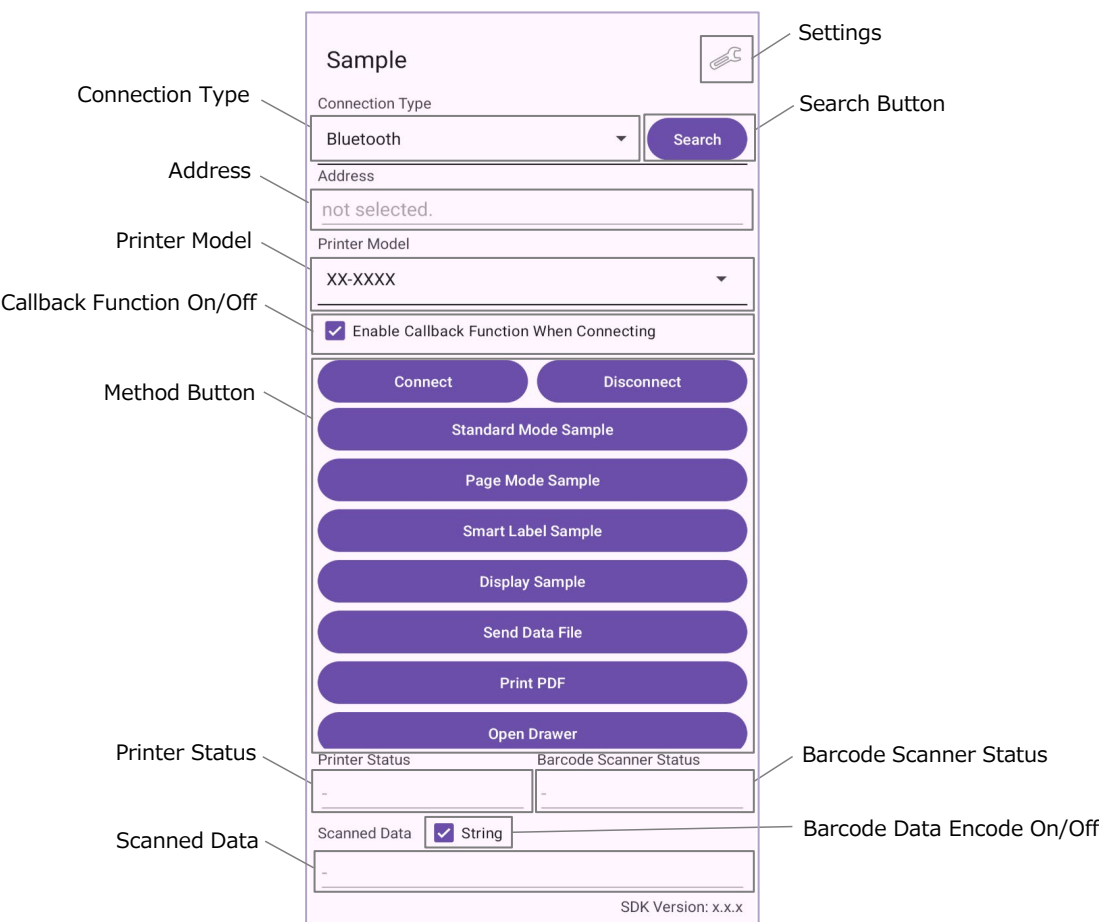 Settings
Sample
Connection Type
Connection Type
Search Button
Bluetooth
Search
Address
Address
not selected.
Printer Model
Printer Model
XX-XXXX
Callback Function On/Off
Enable Callback Function When Connecting
Method Button
Connect
Disconnect
Standard Mode Sample
Page Mode Sample
Smart Label Sample
Display Sample
Send Data File
Print PDF
Open Drawer
Printer Status
Printer Status
Barcode Scanner Status
Barcode Scanner Status
-
-
Scanned Data
Scanned Data
String
Barcode Data Encode On/Off
-
SDK Version: x.x.x